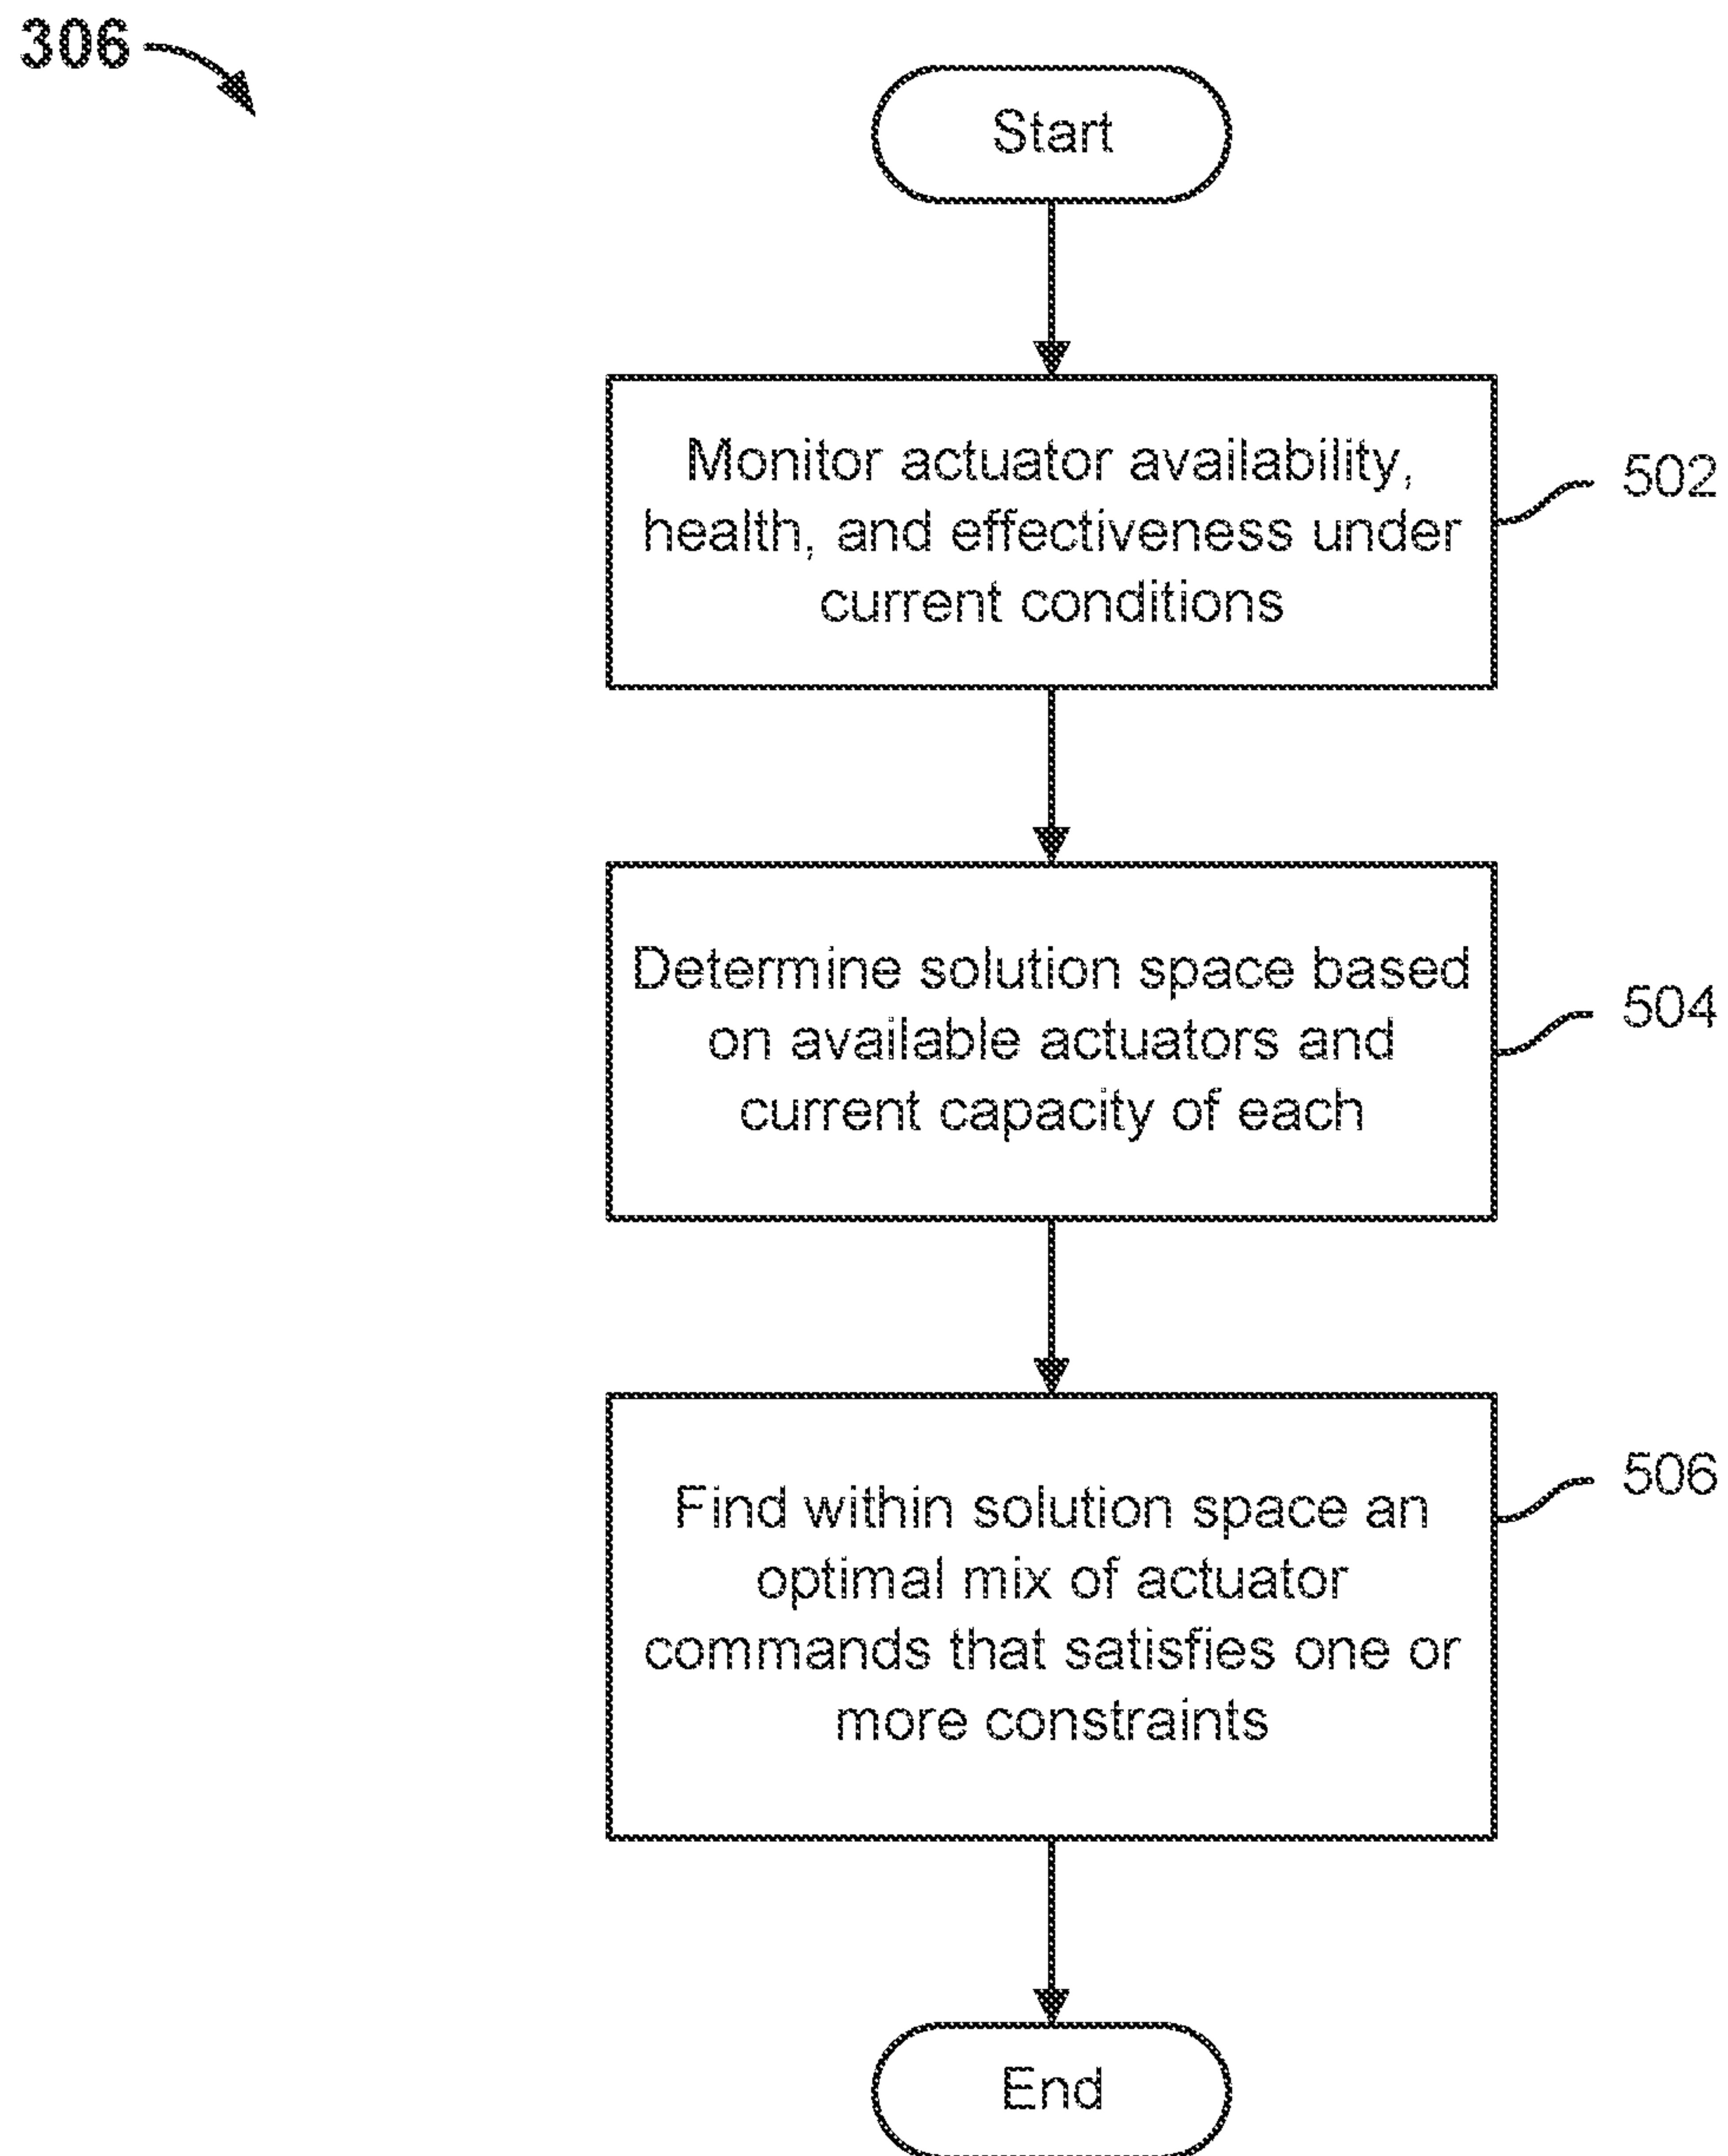 306
Start
Monitor actuator availability,
health, and effectiveness under
current conditions
502
Determine solution space based
on available actuators and
current capacity of each
504
Find within solution space an
optimal mix of actuator
commands that satisfies one or
more constraints
506
End